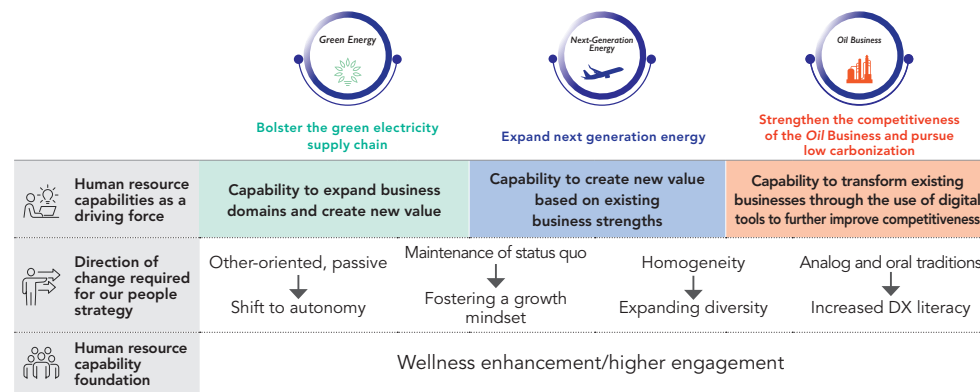 Green Energy
Next-Generation
Energy
Oil Business
Bolster the green electricity
supply chain
Expand next generation energy
Strengthen the competitiveness
of the Oil Business and pursue
low carbonization
Human resource
capabilities as a
driving force
Capability to expand business
domains and create new value
Capability to create new value
based on existing
business strengths
Capability to transform existing
businesses through the use of digital
tools to further improve competitiveness
Direction of
change required
for our people
strategy
Other-oriented, passive
Shift to autonomy
Maintenance of status quo
Fostering a growth
mindset
Homogeneity
Expanding diversity
Analog and oral traditions
Increased DX literacy
Human resource
capability
foundation
Wellness enhancement/higher engagement